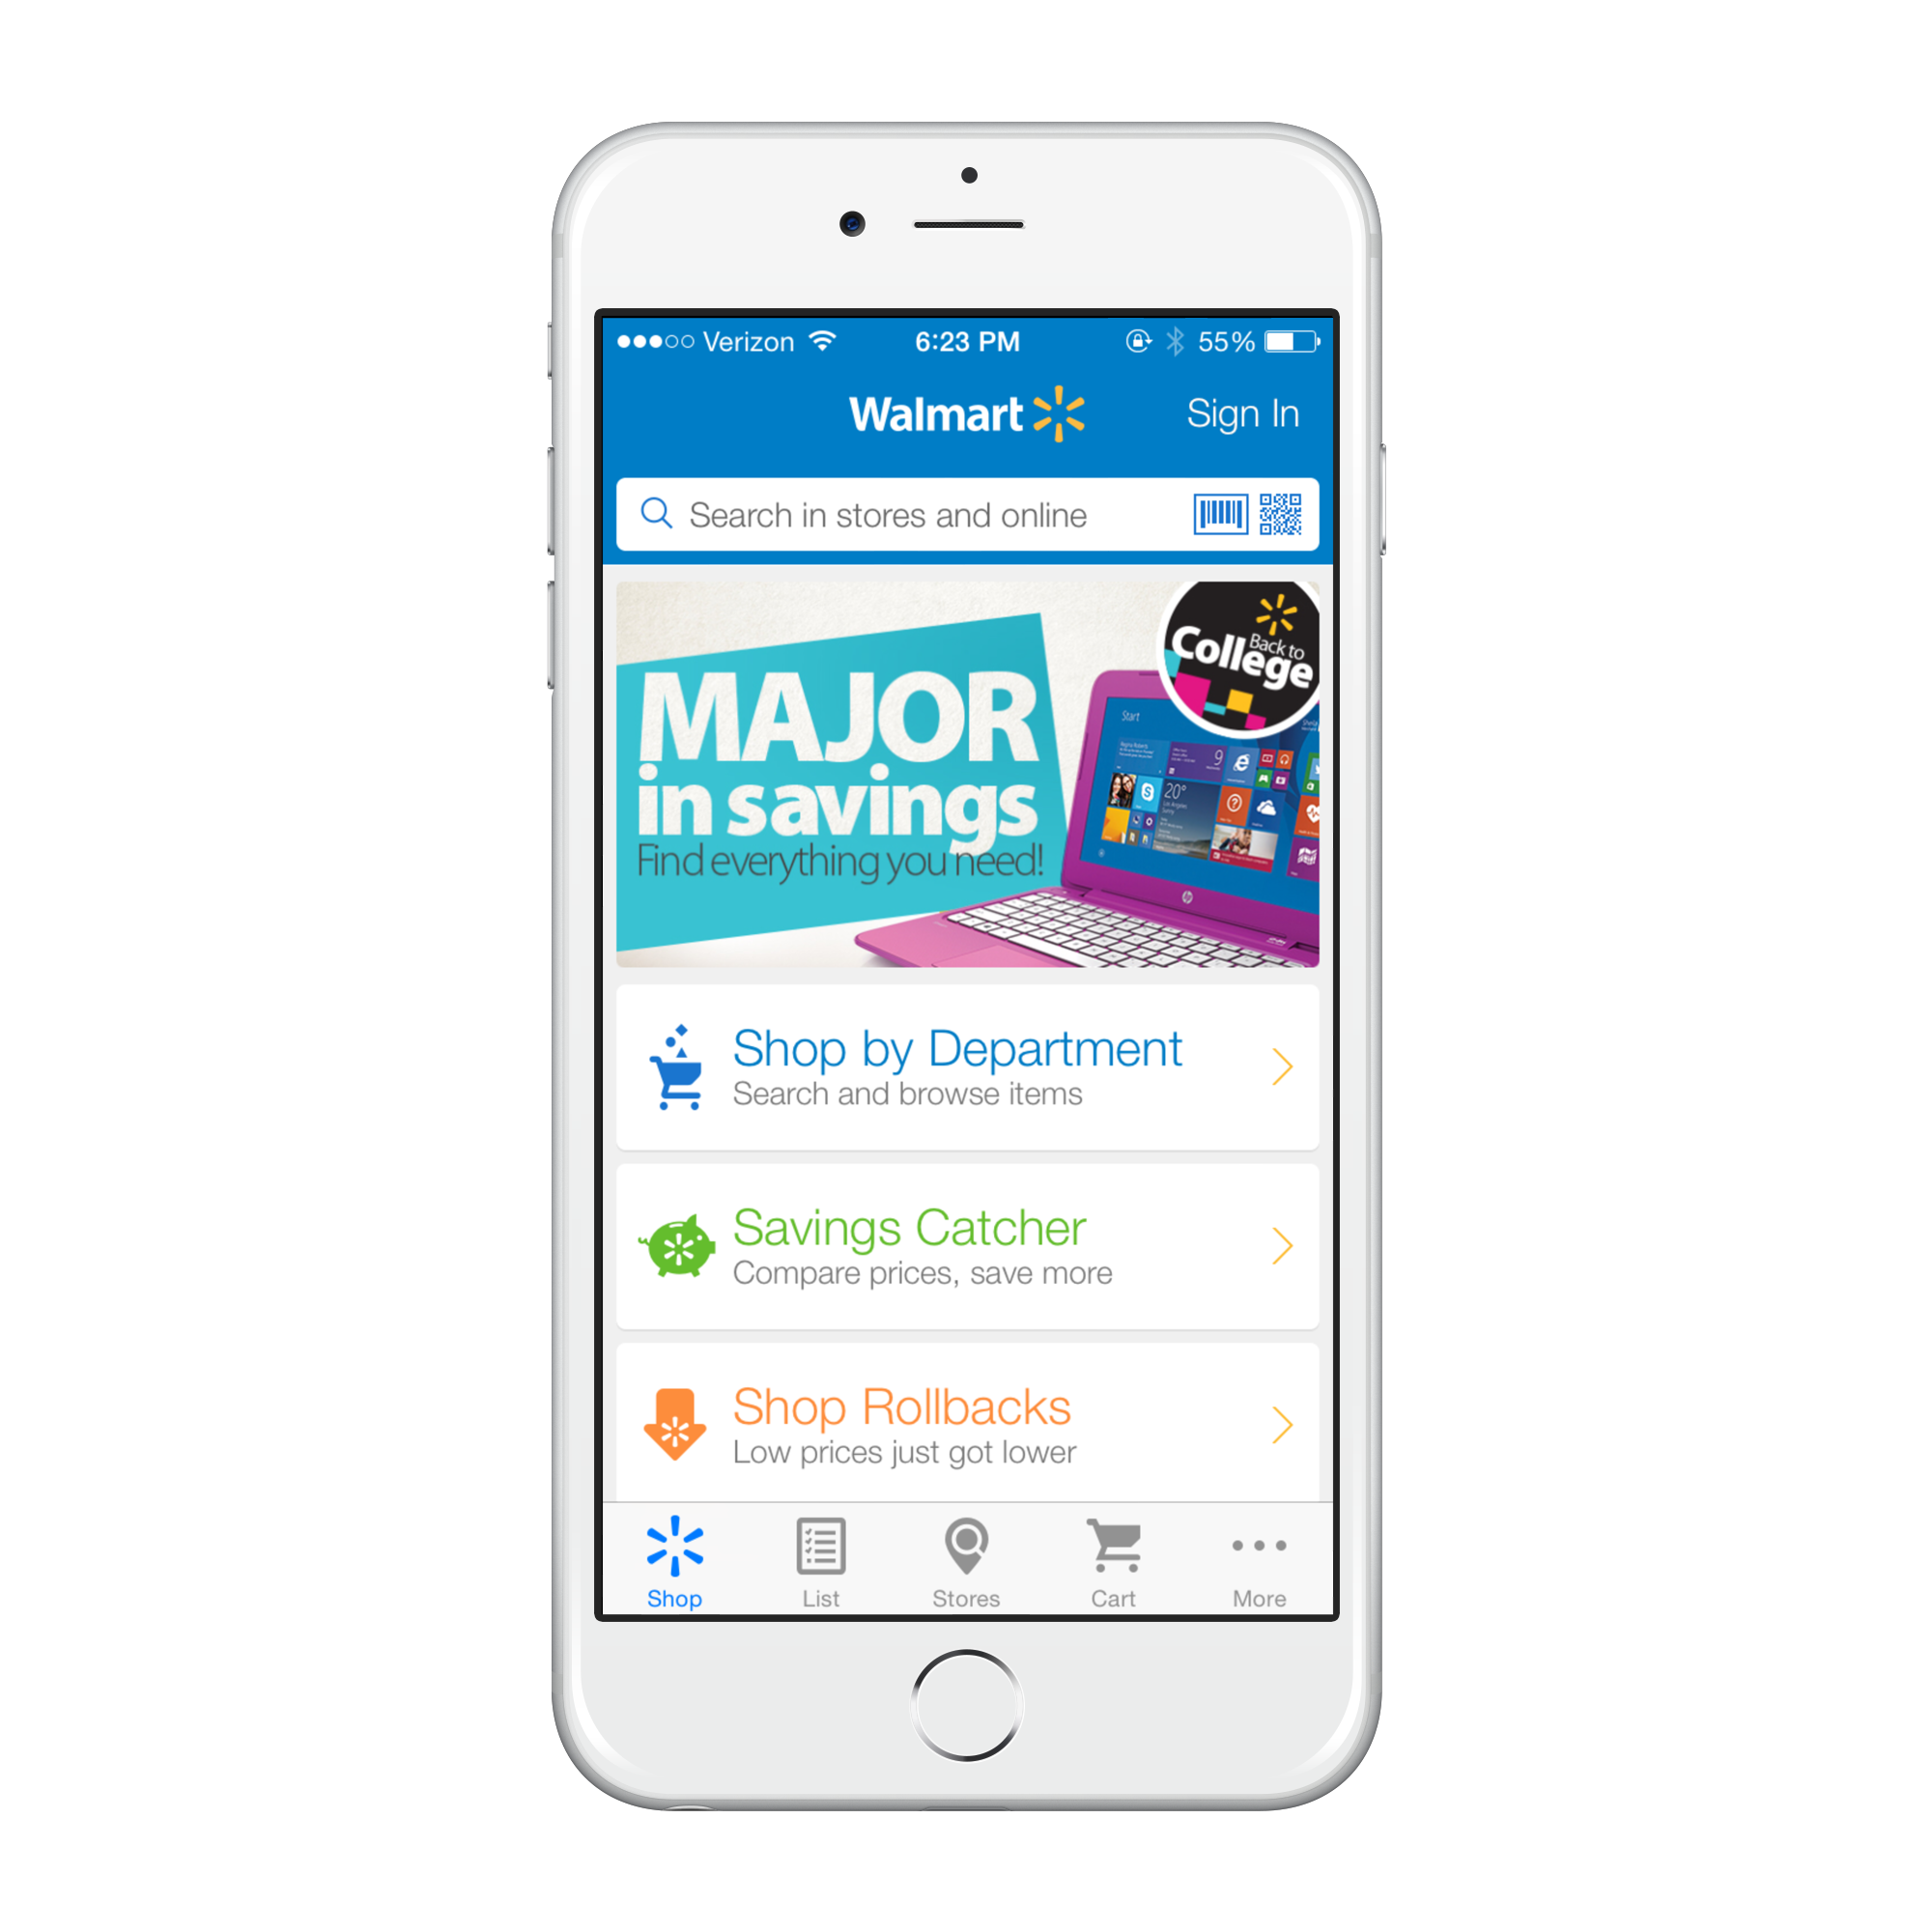 Verizon 6:23 PM 55%
Walmart Sign In
Search in stores and online
Back to
College
MAJOR
in savings
Find everything you need!
Start
9
20°
hp
Shop by Department
Search and browse items
Savings Catcher
Compare prices, save more
Shop Rollbacks
Low prices just got lower
Shop List Stores Cart More